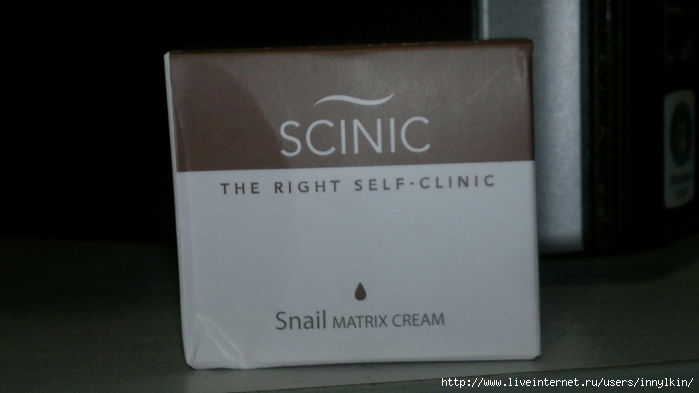 SCINIC
THE RIGHT SELF-CLINIC
Snail MATRIX CREAM
http://www.liveinternet.ru/users/innylkin/